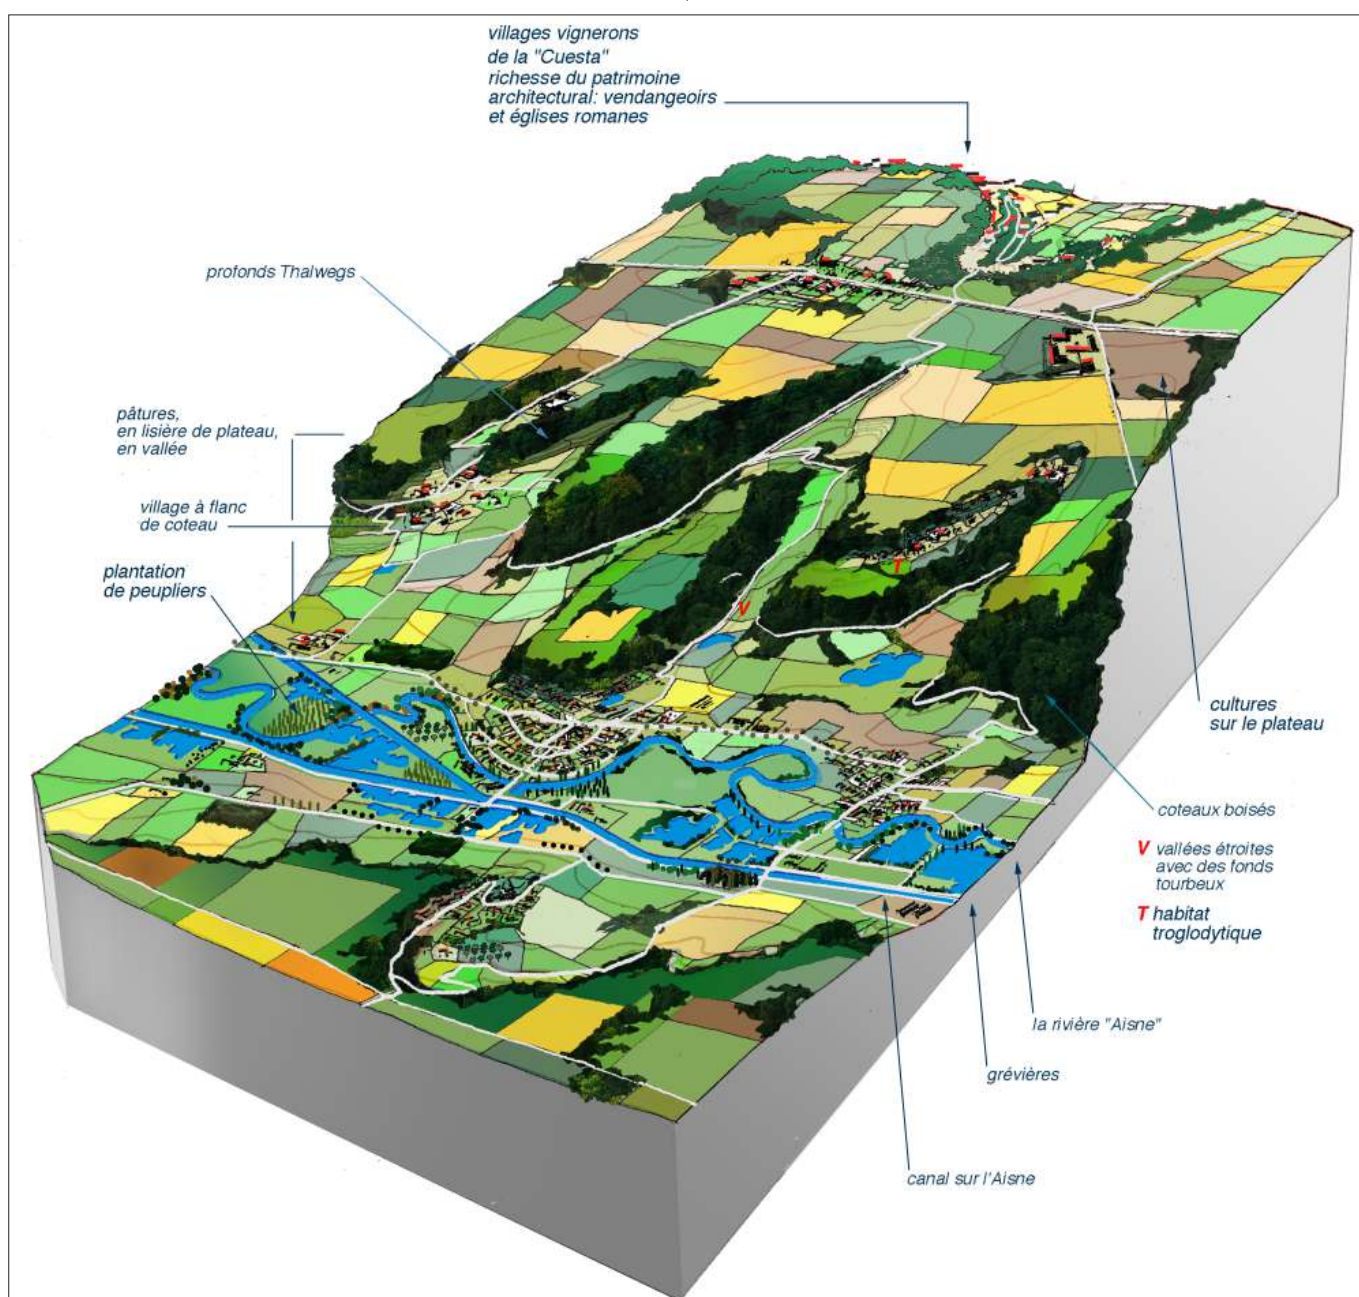 villages vignerons
de la "Cuesta"
richesse du patrimoine
architectural: vendangeoirs
et églises romanes
profonds Thalwegs
pâtures,
en lisière de plateau,
en vallée
village à flanc
de coteau
plantation
de peupliers
T
V
cultures
sur le plateau
coteaux boisés
V vallées étroites
avec des fonds
tourbeux
T habitat
troglodytique
la rivière "Aisne"
grévières
canal sur l'Aisne